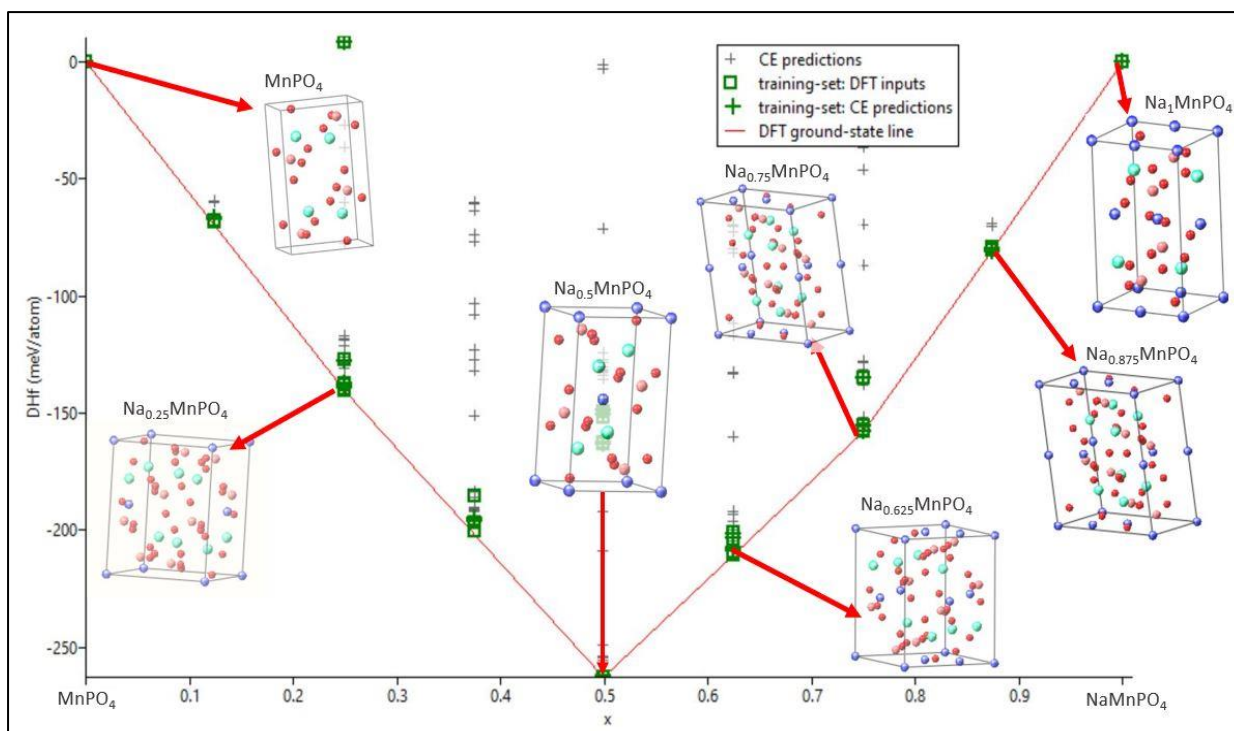 0
-50
-100
-150
-200
-250
DHf (meV/atom)
MnPO₄
CE predictions
training-set: DFT inputs
training-set: CE predictions
DFT ground-state line
Na₁MnPO₄
Na₀.₇₅MnPO₄
Na₀.₅MnPO₄
Na₀.₈₇₅MnPO₄
Na₀.₂₅MnPO₄
Na₀.₆₂₅MnPO₄
MnPO₄
0.1
0.2
0.3
0.4
0.5
0.6
0.7
0.8
0.9
NaMnPO₄
x